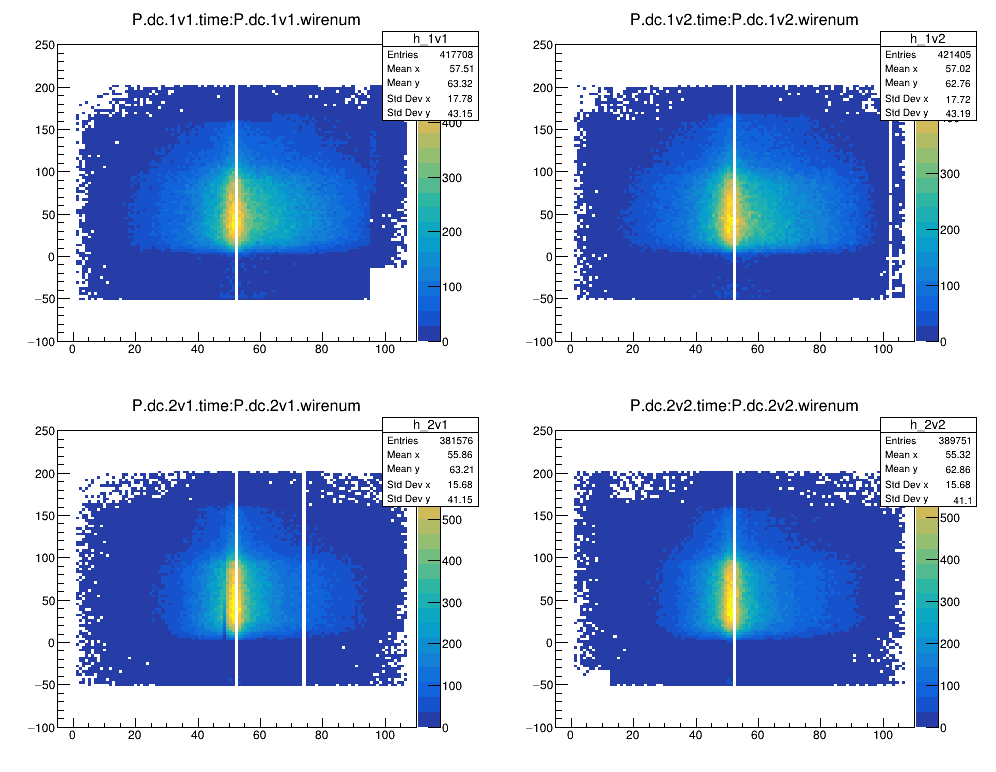 P.dc.1v1.time:P.dc.1v1.wirenum
h_1v1
Entries 417708
Mean x 57.51
Mean y 63.32
Std Dev x 17.78
Std Dev y 43.15
250
200
150
100
50
0
−50
−100
0 20 40 60 80 100
400
300
200
100
0
P.dc.1v2.time:P.dc.1v2.wirenum
h_1v2
Entries 421405
Mean x 57.02
Mean y 62.76
Std Dev x 17.72
Std Dev y 43.19
250
200
150
100
50
0
−50
−100
0 20 40 60 80 100
300
200
100
0
P.dc.2v1.time:P.dc.2v1.wirenum
h_2v1
Entries 381576
Mean x 55.86
Mean y 63.21
Std Dev x 15.68
Std Dev y 41.15
250
200
150
100
50
0
−50
−100
0 20 40 60 80 100
500
400
300
200
100
0
P.dc.2v2.time:P.dc.2v2.wirenum
h_2v2
Entries 389751
Mean x 55.32
Mean y 62.86
Std Dev x 15.68
Std Dev y 41.1
250
200
150
100
50
0
−50
−100
0 20 40 60 80 100
500
400
300
200
100
0